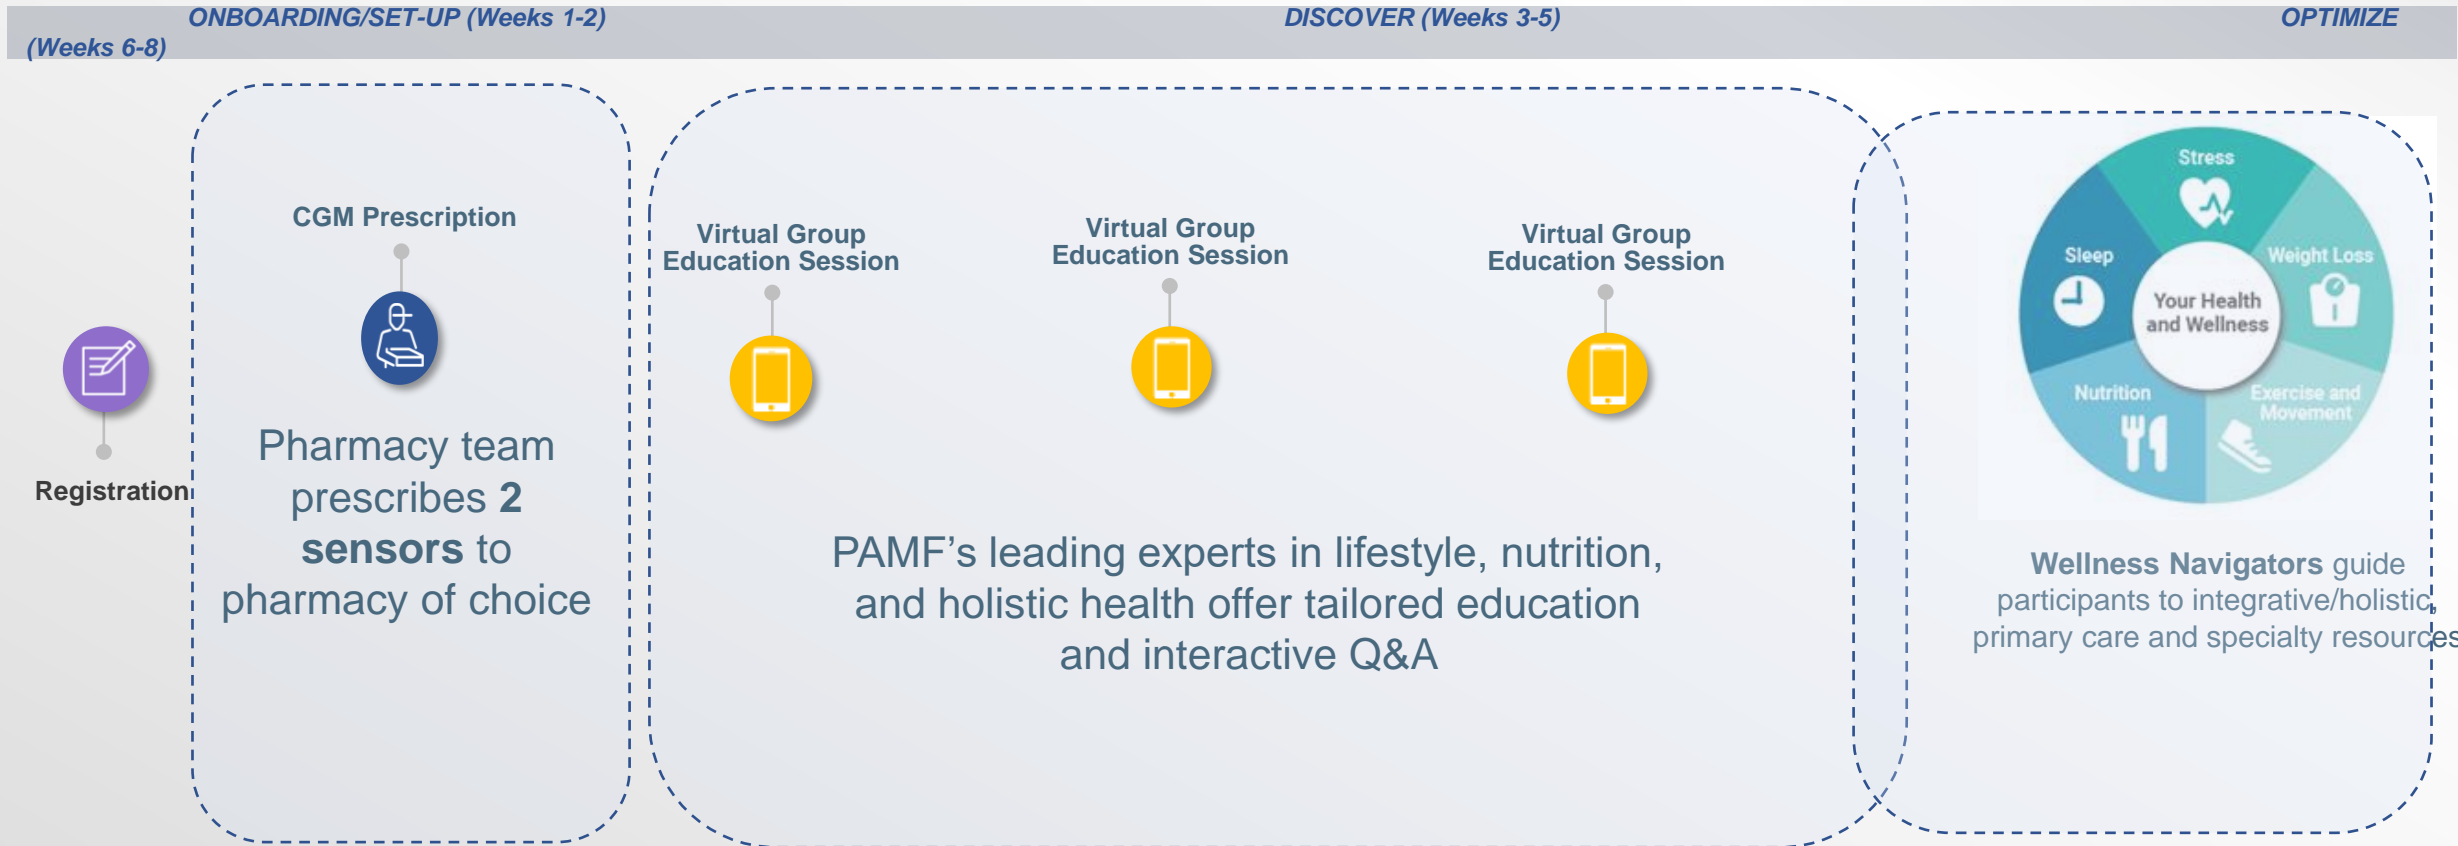 ONBOARDING/SET-UP (Weeks 1-2) DISCOVER (Weeks 3-5) OPTIMIZE
(Weeks 6-8)
Registration
CGM Prescription
Pharmacy team
prescribes 2
sensors to
pharmacy of choice
Virtual Group
Education Session
Virtual Group
Education Session
Virtual Group
Education Session
PAMF’s leading experts in lifestyle, nutrition,
and holistic health offer tailored education
and interactive Q&A
Stress
Sleep
Weight Loss
Your Health
and Wellness
Nutrition
Exercise and
Movement
Wellness Navigators guide
participants to integrative/holistic,
primary care and specialty resources